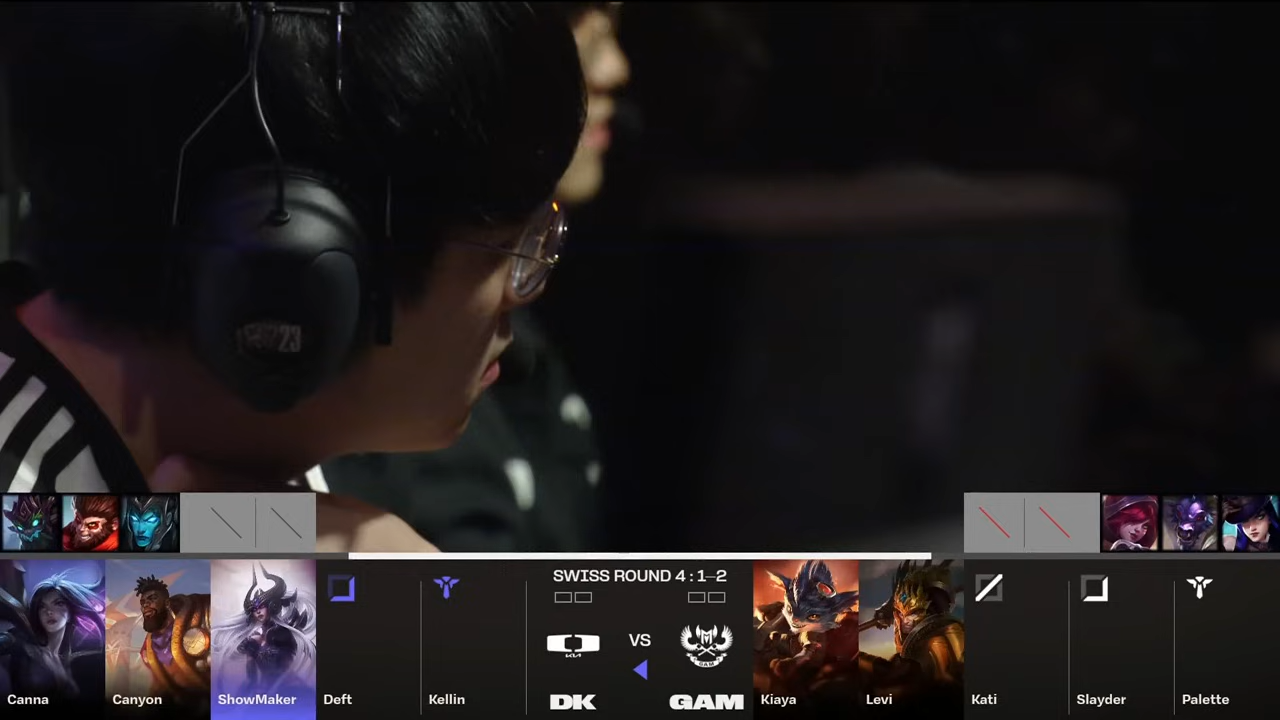 SWISS ROUND 4 : 1–2
VS
DK
GAM
Canna
Canyon
ShowMaker
Deft
Kellin
Kiaya
Levi
Kati
Slayder
Palette